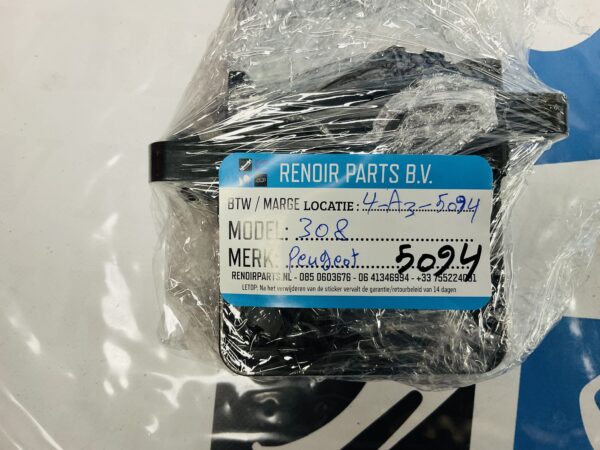 RENOIR PARTS B.V.
BTW / MARGE LOCATIE : 4-A3-5094
MODEL: 308
MERK: Peugeot 5094
RENOIRPARTS.NL - 085 0603676 - 06 41346994 - +33 755224081
LETOP: Na het verwijderen van de sticker vervalt de garantie/retourbeleid van 14 dagen